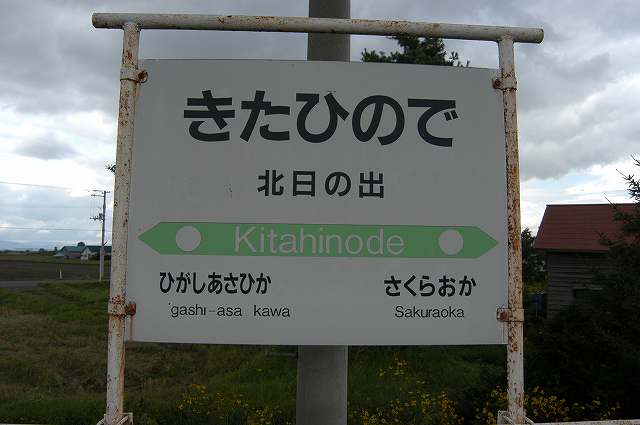 きたひので
北日の出
Kitahinode
ひがしあさひか さくらおか
gashi-asa kawa Sakuraoka